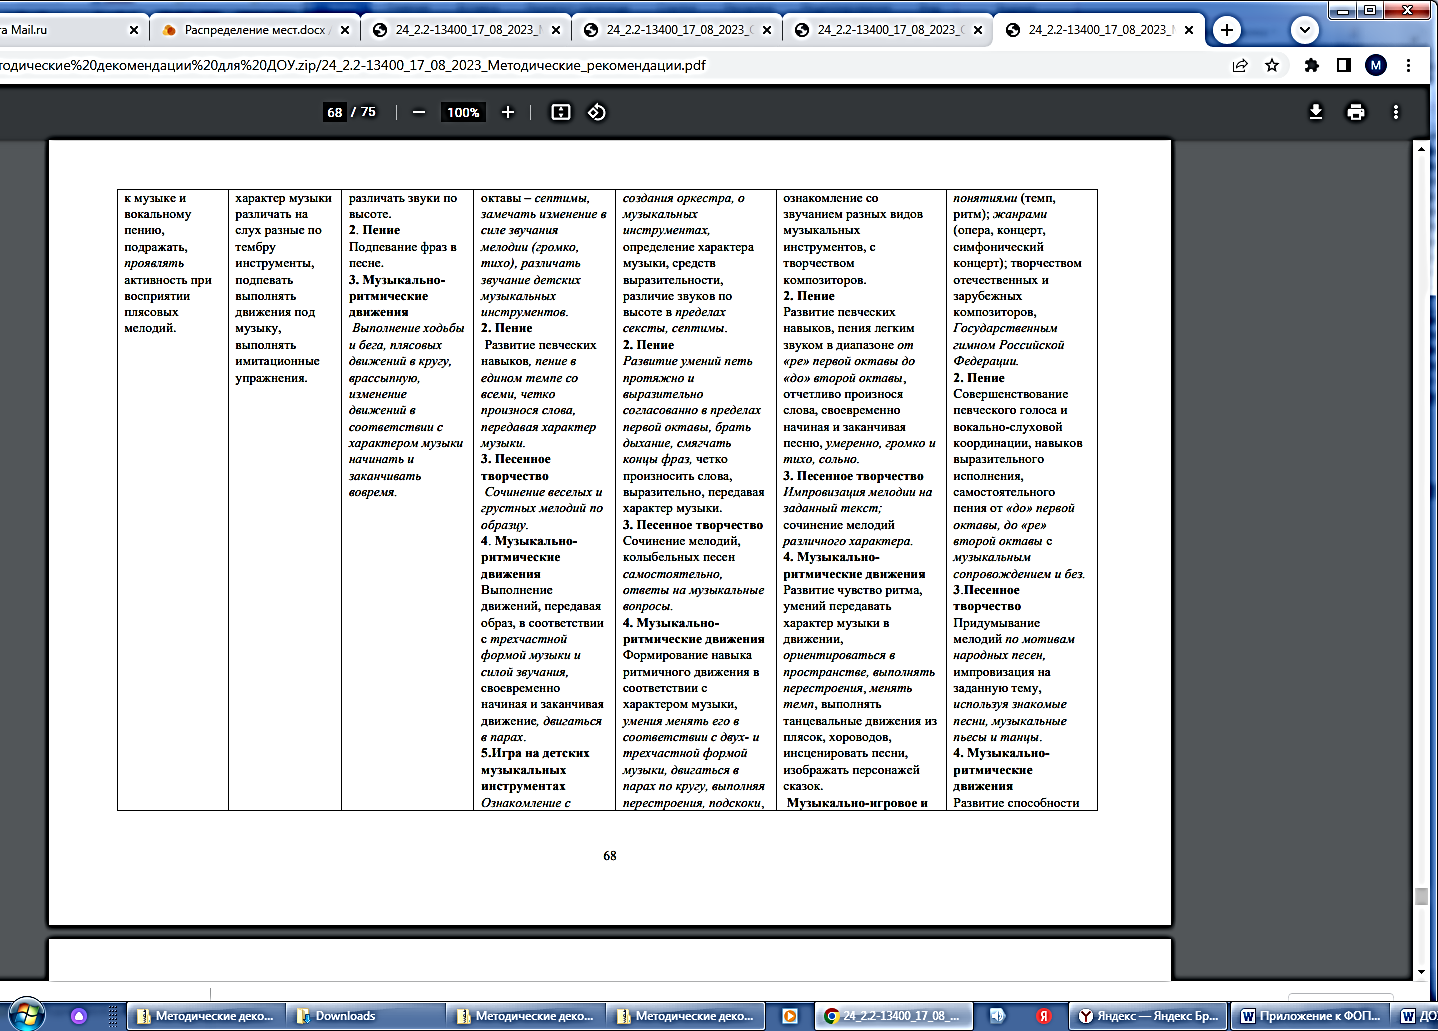 га Mail.ru
Распределение мест.docx
24_2.2-13400_17_08_2023_
24_2.2-13400_17_08_2023_
24_2.2-13400_17_08_2023_
24_2.2-13400_17_08_2023_
тодические%20декомендации%20для%20ДОУ.zip/24_2.2-13400_17_08_2023_Методические_рекомендации.pdf
M
68 / 75
100%
к музыке и
вокальному
пению,
подражать,
проявлять
активность при
восприятии
плясовых
мелодий.
характер музыки
различать на
слух разные по
тембру
инструменты,
подпевать
выполнять
движения под
музыку,
выполнять
имитационные
упражнения.
различать звуки по
высоте.
2. Пение
Подпевание фраз в
песне.
3. Музыкально-
ритмические
движения
Выполнение ходьбы
и бега, плясовых
движений в кругу,
врассыпную,
изменение
движений в
соответствии с
характером музыки
начинать и
заканчивать
вовремя.
октавы – септимы,
замечать изменение в
силе звучания
мелодии (громко,
тихо), различать
звучание детских
музыкальных
инструментов.
2. Пение
Развитие певческих
навыков, пение в
едином темпе со
всеми, четко
произнося слова,
передавая характер
музыки.
3. Песенное
творчество
Сочинение веселых и
грустных мелодий по
образцу.
4. Музыкально-
ритмические
движения
Выполнение
движений, передавая
образ, в соответствии
с трехчастной
формой музыки и
силой звучания,
своевременно
начиная и заканчивая
движение, двигаться
в парах.
5.Игра на детских
музыкальных
инструментах
Ознакомление с
создания оркестра, о
музыкальных
инструментах,
определение характера
музыки, средств
выразительности,
различие звуков по
высоте в пределах
сексты, септимы.
2. Пение
Развитие умений петь
протяжно и
выразительно
согласованно в пределах
первой октавы, брать
дыхание, смягчать
концы фраз, четко
произносить слова,
выразительно, передавая
характер музыки.
3. Песенное творчество
Сочинение мелодий,
колыбельных песен
самостоятельно,
ответы на музыкальные
вопросы.
4. Музыкально-
ритмические движения
Формирование навыка
ритмичного движения в
соответствии с
характером музыки,
умения менять его в
соответствии с двух- и
трехчастной формой
музыки, двигаться в
парах по кругу, выполняя
перестроения, подскоки,
ознакомление со
звучанием разных видов
музыкальных
инструментов, с
творчеством
композиторов.
2. Пение
Развитие певческих
навыков, пения легким
звуком в диапазоне от
«ре» первой октавы до
«до» второй октавы,
отчетливо произнося
слова, своевременно
начиная и заканчивая
песню, умеренно, громко и
тихо, сольно.
3. Песенное творчество
Импровизация мелодии на
заданный текст;
сочинение мелодий
различного характера.
4. Музыкально-
ритмические движения
Развитие чувство ритма,
умений передавать
характер музыки в
движении,
ориентироваться в
пространстве, выполнять
перестроения, менять
темп, выполнять
танцевальные движения из
плясок, хороводов,
инсценировать песни,
изображать персонажей
сказок.
Музыкально-игровое и
понятиями (темп,
ритм); жанрами
(опера, концерт,
симфонический
концерт); творчеством
отечественных и
зарубежных
композиторов,
Государственным
гимном Российской
Федерации.
2. Пение
Совершенствование
певческого голоса и
вокально-слуховой
координации, навыков
выразительного
исполнения,
самостоятельного
пения от «до» первой
октавы, до «ре»
второй октавы с
музыкальным
сопровождением и без.
3.Песенное
творчество
Придумывание
мелодий по мотивам
народных песен,
импровизация на
заданную тему,
используя знакомые
песни, музыкальные
пьесы и танцы.
4. Музыкально-
ритмические
движения
Развитие способности
68
Методические деко...
Downloads
Методические деко...
Методические деко...
24_2.2-13400_17_08_...
Я
Яндекс — Яндекс Бр...
Приложение к ФОП...
ДО